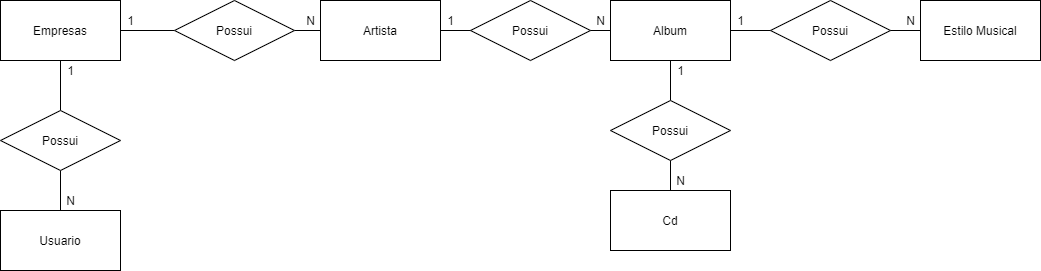 Empresas
1
Possui
N
Artista
1
Possui
N
Album
1
Possui
N
Estilo Musical
1
Possui
N
Usuario
1
Possui
N
Cd